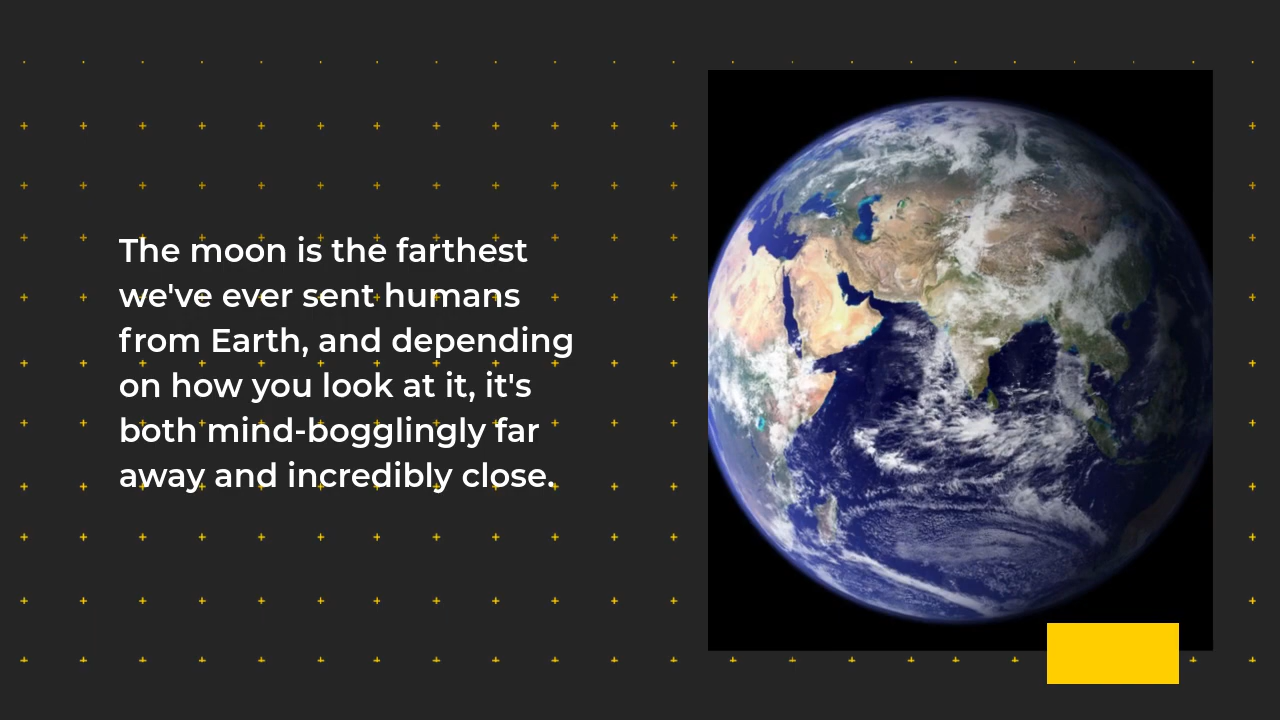 The moon is the farthest
we've ever sent humans
from Earth, and depending
on how you look at it, it's
both mind-bogglingly far
away and incredibly close.